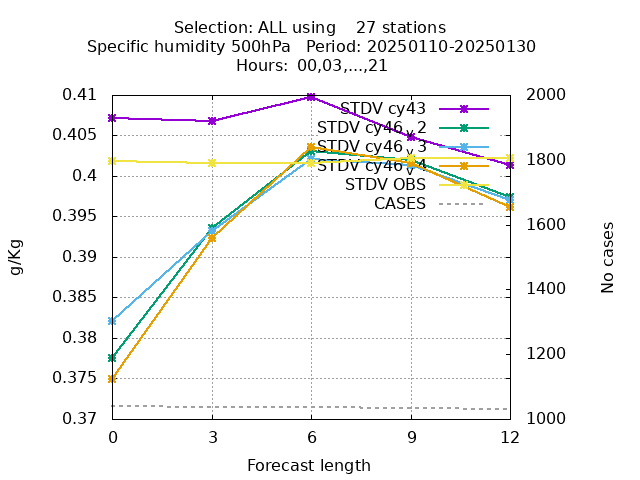 Selection: ALL using 27 stations
Specific humidity 500hPa Period: 20250110-20250130
Hours: 00,03,...,21
0.41
0.405
0.4
0.395
0.39
0.385
0.38
0.375
0.37
2000
1800
1600
1400
1200
1000
STDV cy43
STDV cy46_v2
STDV cy46_v3
STDV cy46_v4
STDV OBS
CASES
g/Kg
No cases
0 3 6 9 12
Forecast length